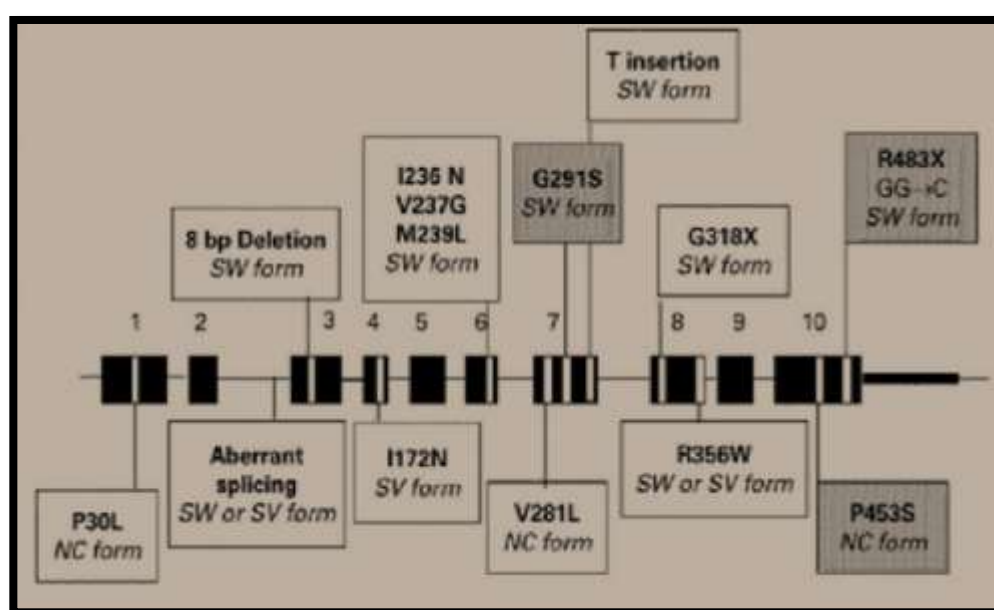 T insertion
SW form
I236 N
V237G
M239L
SW form
G291S
SW form
R483X
GG→C
SW form
8 bp Deletion
SW form
G318X
SW form
1 2 3 4 5 6 7 8 9 10
P30L
NC form
Aberrant
splicing
SW or SV form
I172N
SV form
V281L
NC form
R356W
SW or SV form
P453S
NC form